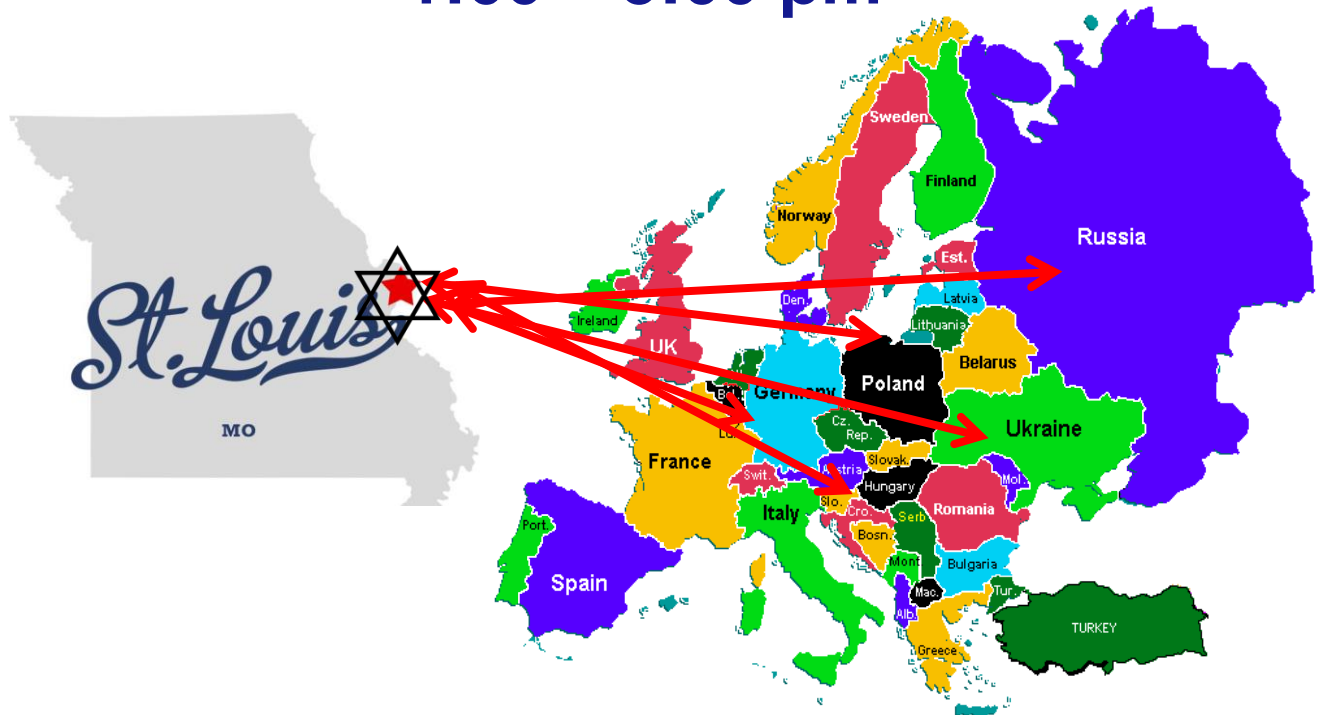 Sweden
Finland
Norway
Russia
Est.
Latvia
Den.
Lithuania
Ireland
UK
St. Louis
Belarus
Poland
Germany
Bel.
Cz.
Rep.
Ukraine
MO
France
Slovak.
Austria
Swit.
Hungary
Mol.
Slo.
Cro.
Serb
Romania
Italy
Port.
Bosn.
Mont
Bulgaria
Spain
Mac.
Tur.
Alb.
TURKEY
Greece